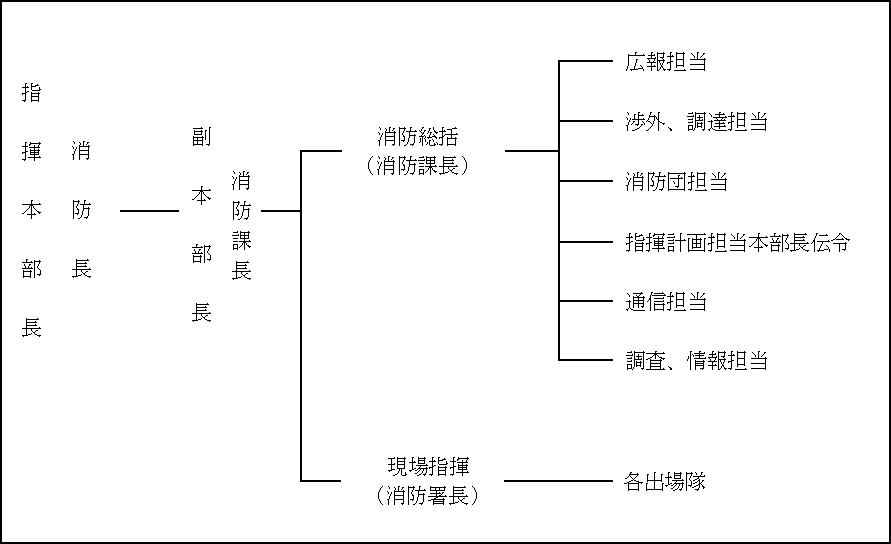 指揮本部長
消防長
副本部長
消防課長
消防総括
（消防課長）
広報担当
渉外、調達担当
消防団担当
指揮計画担当本部長伝令
通信担当
調査、情報担当
現場指揮
（消防署長）
各出場隊